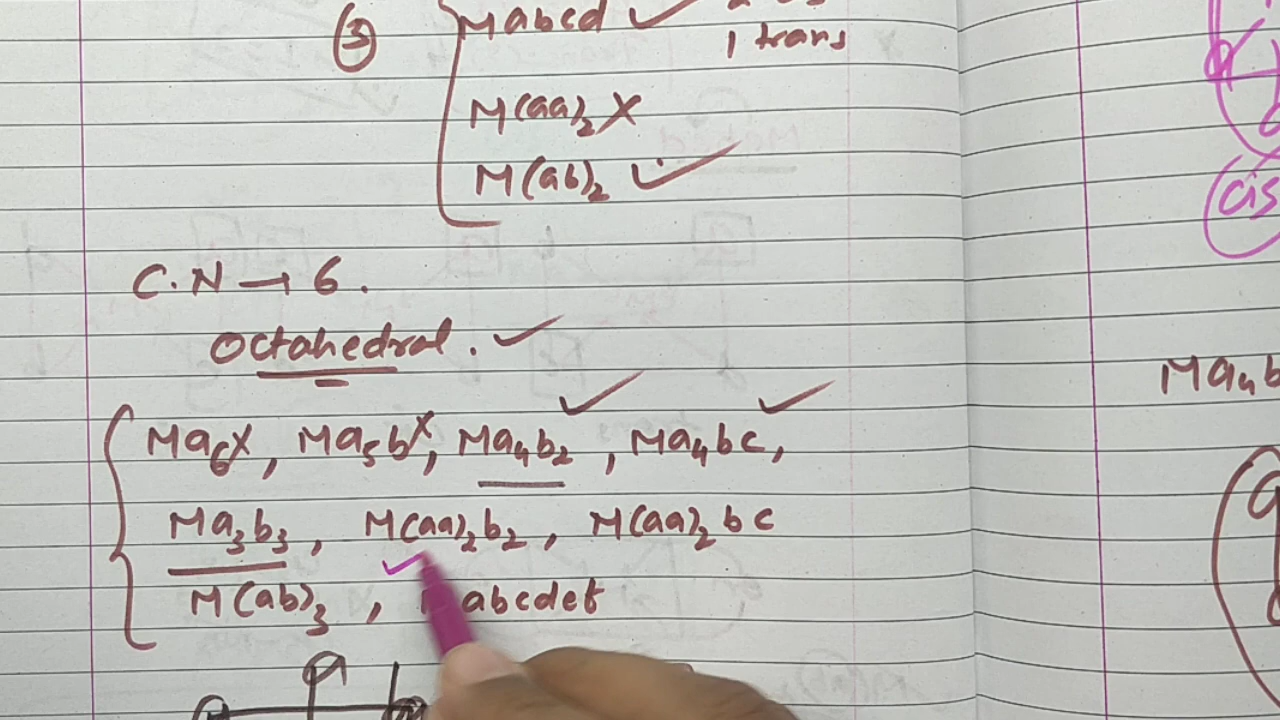 ③ Mabcd ✓
1 trans
M(aa)₂ X
M(ab)₂ ✓
C.N → 6.
Octahedral. ✓
Ma₆X, Ma₅bX, Ma₄b₂, Ma₄bc,
Ma₃b₃, M(aa)₂b₂, M(aa)₂bc
M(ab)₃, abcdef
cis
Ma₄b